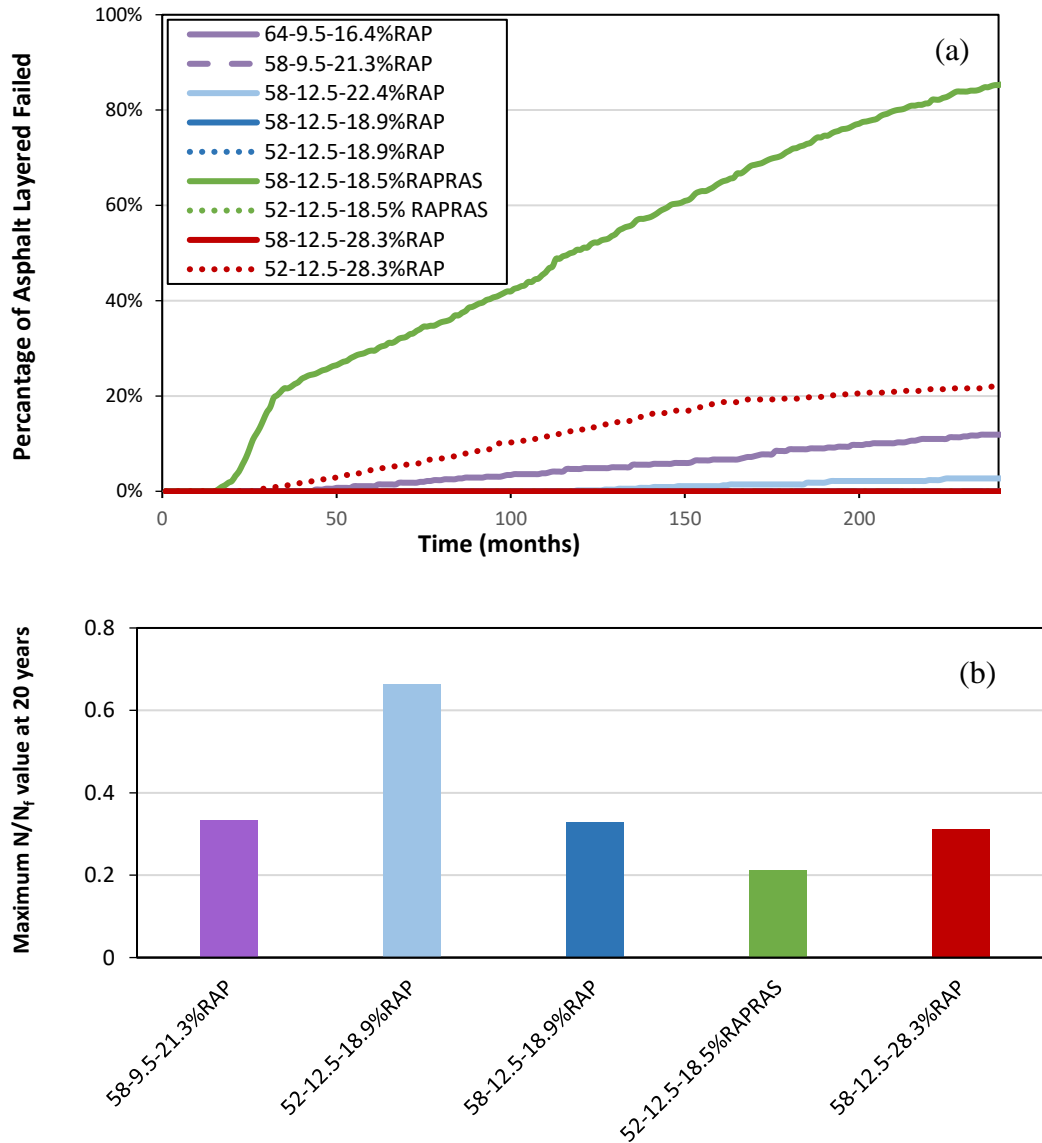 100%
80%
60%
40%
20%
0%
Percentage of Asphalt Layered Failed
64-9.5-16.4%RAP
58-9.5-21.3%RAP
58-12.5-22.4%RAP
58-12.5-18.9%RAP
52-12.5-18.9%RAP
58-12.5-18.5%RAPRAS
52-12.5-18.5% RAPRAS
58-12.5-28.3%RAP
52-12.5-28.3%RAP
(a)
0 50 100 150 200
Time (months)
0.8
0.6
0.4
0.2
0
Maximum N/Nf value at 20 years
(b)
58-9.5-21.3%RAP
52-12.5-18.9%RAP
58-12.5-18.9%RAP
52-12.5-18.5%RAPRAS
58-12.5-28.3%RAP